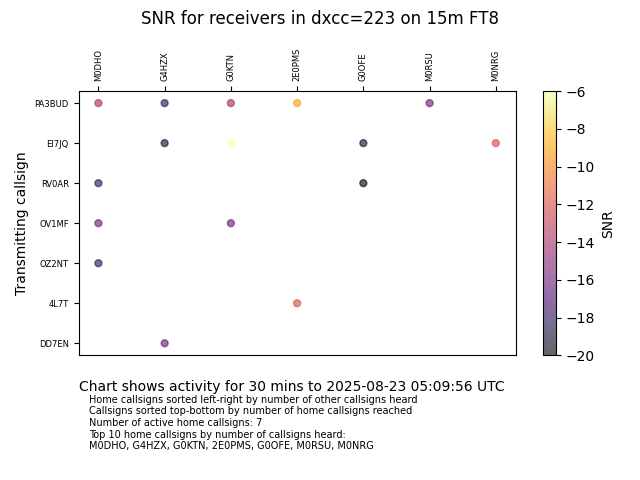 SNR for receivers in dxcc=223 on 15m FT8
M0DHO
G4HZX
G0KTN
2E0PMS
G0OFE
M0RSU
M0NRG
PA3BUD
EI7JQ
RV0AR
OV1MF
OZ2NT
4L7T
DD7EN
Transmitting callsign
−6
−8
−10
−12
−14
−16
−18
−20
SNR
Chart shows activity for 30 mins to 2025-08-23 05:09:56 UTC
Home callsigns sorted left-right by number of other callsigns heard
Callsigns sorted top-bottom by number of home callsigns reached
Number of active home callsigns: 7
Top 10 home callsigns by number of callsigns heard:
M0DHO, G4HZX, G0KTN, 2E0PMS, G0OFE, M0RSU, M0NRG